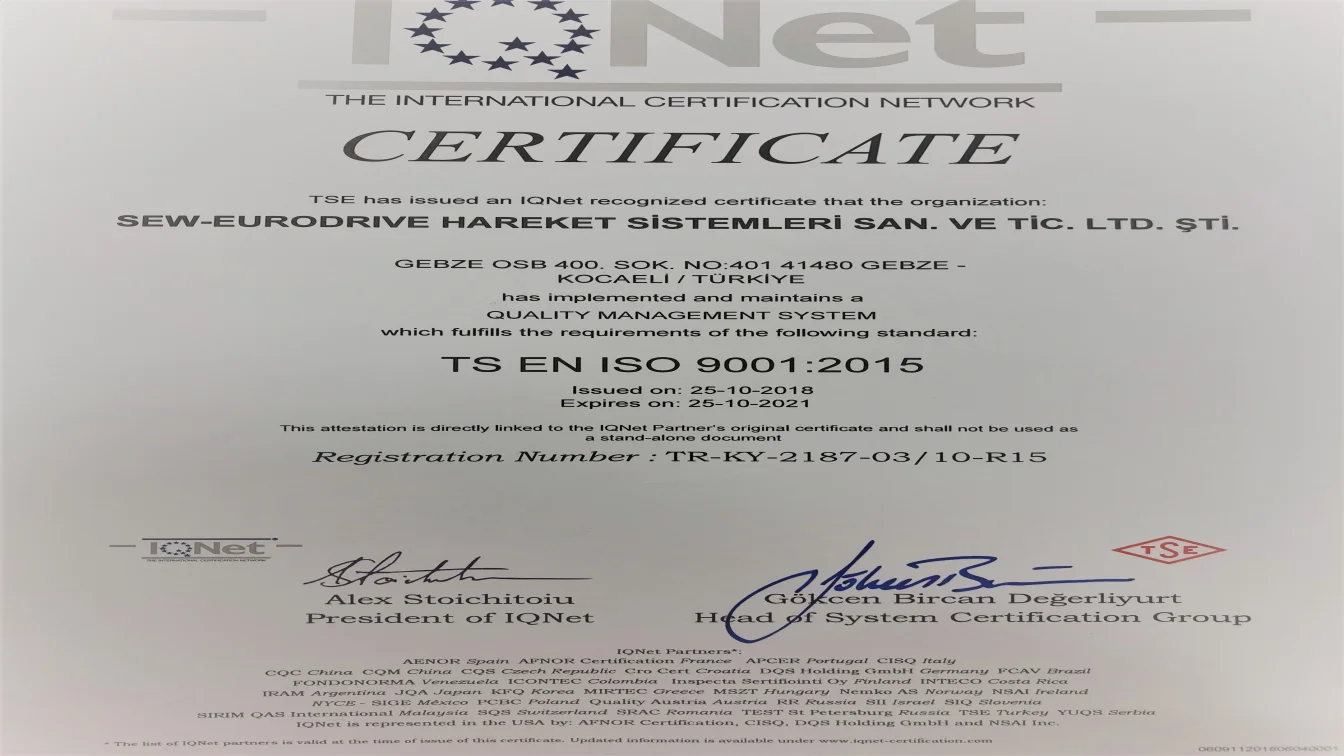 IQNet
THE INTERNATIONAL CERTIFICATION NETWORK
CERTIFICATE
TSE has issued an IQNet recognized certificate that the organization:
SEW-EURODRIVE HAREKET SİSTEMLERİ SAN. VE TİC. LTD. ŞTİ.
GEBZE OSB 400. SOK. NO:401 41480 GEBZE -
KOCAELİ / TÜRKİYE
has implemented and maintains a
QUALITY MANAGEMENT SYSTEM
which fulfills the requirements of the following standard:
TS EN ISO 9001:2015
Issued on: 25-10-2018
Expires on: 25-10-2021
This attestation is directly linked to the IQNet Partner's original certificate and shall not be used as
a stand-alone document
Registration Number : TR-KY-2187-03/10-R15
IQNet
THE INTERNATIONAL CERTIFICATION NETWORK
TSE
Alex Stoichitoiu
President of IQNet
Gökcen Bircan Değerliyurt
Head of System Certification Group
IQNet Partners*:
AENOR Spain AFNOR Certification France APCER Portugal CISQ Italy
CQC China CQM China CQS Czech Republic Cro Cert Croatia DQS Holding GmbH Germany FCAV Brazil
FONDONORMA Venezuela ICONTEC Colombia Inspecta Sertifiointi Oy Finland INTECO Costa Rica
IRAM Argentina JQA Japan KFQ Korea MIRTEC Greece MSZT Hungary Nemko AS Norway NSAI Ireland
NYCE - SIGE México PCBC Poland Quality Austria Austria RR Russia SII Israel SIQ Slovenia
SIRIM QAS International Malaysia SQS Switzerland SRAC Romania TEST St Petersburg Russia TSE Turkey YUQS Serbia
IQNet is represented in the USA by: AFNOR Certification, CISQ, DQS Holding GmbH and NSAI Inc.
* The list of IQNet partners is valid at the time of issue of this certificate. Updated information is available under www.iqnet-certification.com